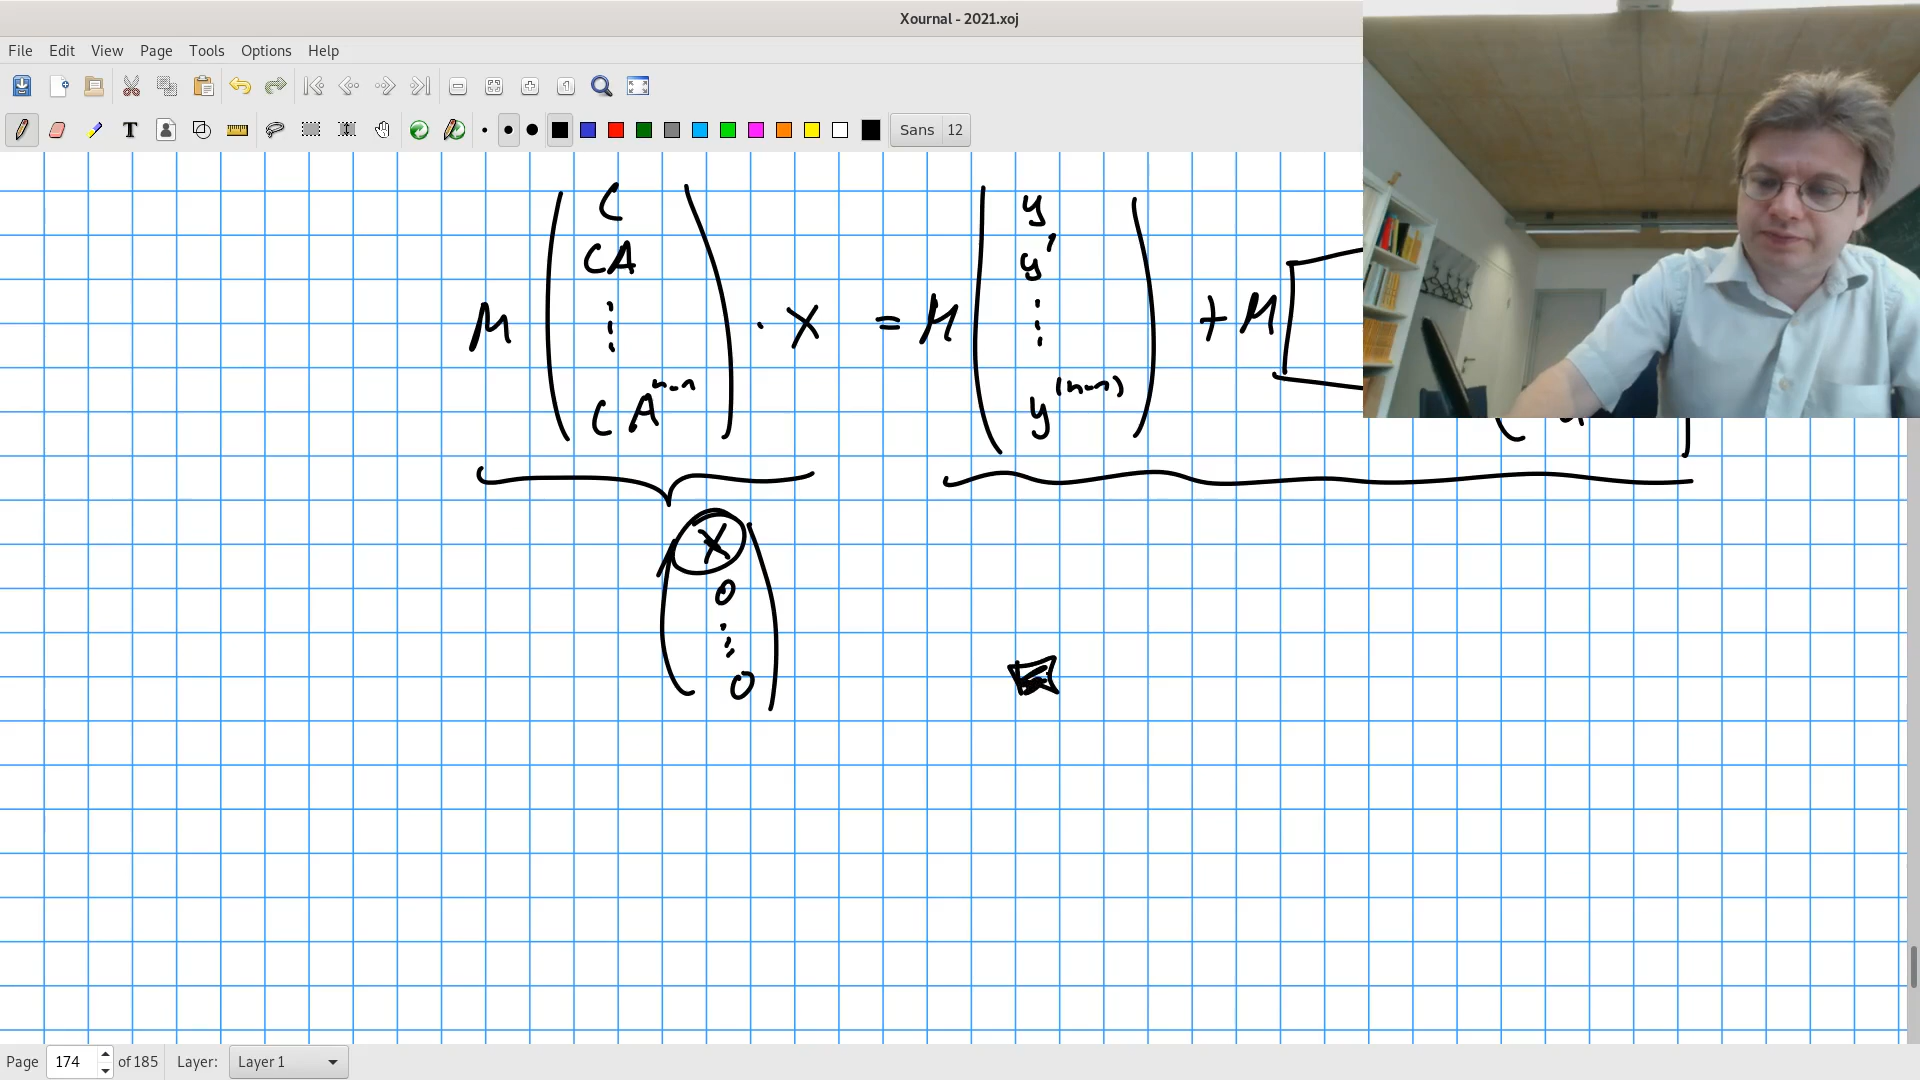 Xournal - 2021.xoj
File Edit View Page Tools Options Help
Sans 12
M ( C CA ⋮ C A^{n-1} ) · x = M ( y y' ⋮ y^{(n-1)} ) + M [
( x 0 ⋮ 0 )
Page 174 of 185 Layer: Layer 1